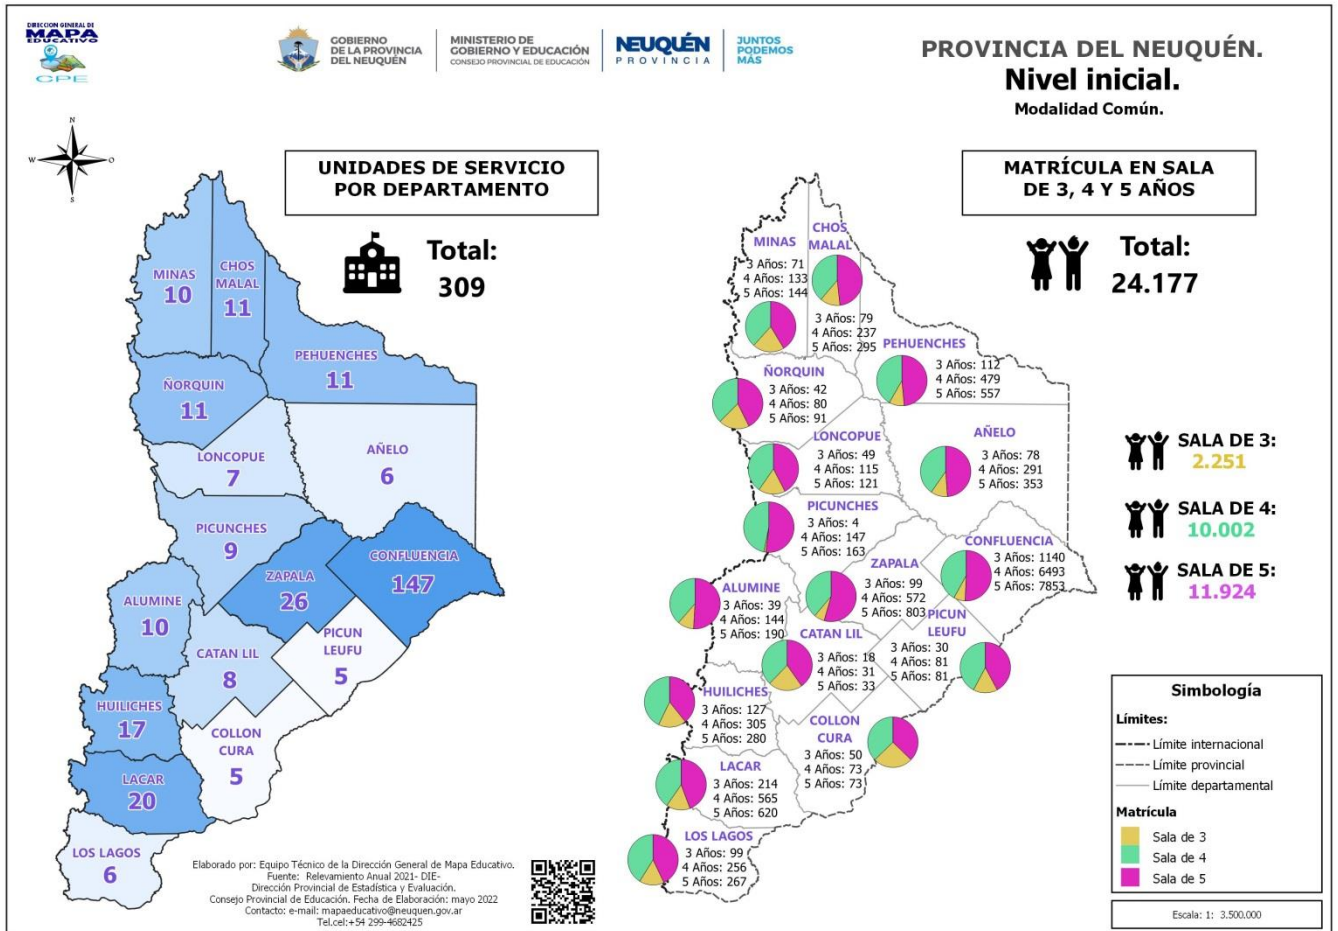 DIRECCION GENERAL DE
MAPA
EDUCATIVO
CPE
GOBIERNO
DE LA PROVINCIA
DEL NEUQUÉN
MINISTERIO DE
GOBIERNO Y EDUCACIÓN
CONSEJO PROVINCIAL DE EDUCACIÓN
NEUQUÉN
PROVINCIA
JUNTOS
PODEMOS
MÁS
PROVINCIA DEL NEUQUÉN.
Nivel inicial.
Modalidad Común.
N
W
O
S
UNIDADES DE SERVICIO
POR DEPARTAMENTO
Total:
309
MINAS
10
CHOS
MALAL
11
PEHUENCHES
11
ÑORQUIN
11
LONCOPUE
7
AÑELO
6
PICUNCHES
9
CONFLUENCIA
147
ZAPALA
26
ALUMINE
10
PICUN
LEUFU
5
CATAN LIL
8
HUILICHES
17
COLLON
CURA
5
LACAR
20
LOS LAGOS
6
MATRÍCULA EN SALA
DE 3, 4 Y 5 AÑOS
Total:
24.177
MINAS
3 Años: 71
4 Años: 133
5 Años: 144
CHOS
MALAL
3 Años: 79
4 Años: 237
5 Años: 295
PEHUENCHES
3 Años: 112
4 Años: 479
5 Años: 557
ÑORQUIN
3 Años: 42
4 Años: 80
5 Años: 91
LONCOPUE
3 Años: 49
4 Años: 115
5 Años: 121
AÑELO
3 Años: 78
4 Años: 291
5 Años: 353
PICUNCHES
3 Años: 4
4 Años: 147
5 Años: 163
CONFLUENCIA
3 Años: 1140
4 Años: 6493
5 Años: 7853
ZAPALA
3 Años: 99
4 Años: 572
5 Años: 803
ALUMINE
3 Años: 39
4 Años: 144
5 Años: 190
PICUN
LEUFU
3 Años: 30
4 Años: 81
5 Años: 81
CATAN LIL
3 Años: 18
4 Años: 31
5 Años: 33
HUILICHES
3 Años: 127
4 Años: 305
5 Años: 280
COLLON
CURA
3 Años: 50
4 Años: 73
5 Años: 73
LACAR
3 Años: 214
4 Años: 565
5 Años: 620
LOS LAGOS
3 Años: 99
4 Años: 256
5 Años: 267
SALA DE 3:
2.251
SALA DE 4:
10.002
SALA DE 5:
11.924
Simbología
Límites:
Límite internacional
Límite provincial
Límite departamental
Matrícula
Sala de 3
Sala de 4
Sala de 5
Escala: 1: 3.500.000
Elaborado por: Equipo Técnico de la Dirección General de Mapa Educativo.
Fuente: Relevamiento Anual 2021- DIE-
Dirección Provincial de Estadística y Evaluación.
Consejo Provincial de Educación. Fecha de Elaboración: mayo 2022
Contacto: e-mail: mapaeducativo@neuquen.gov.ar
Tel.cel:+54 299-4682425